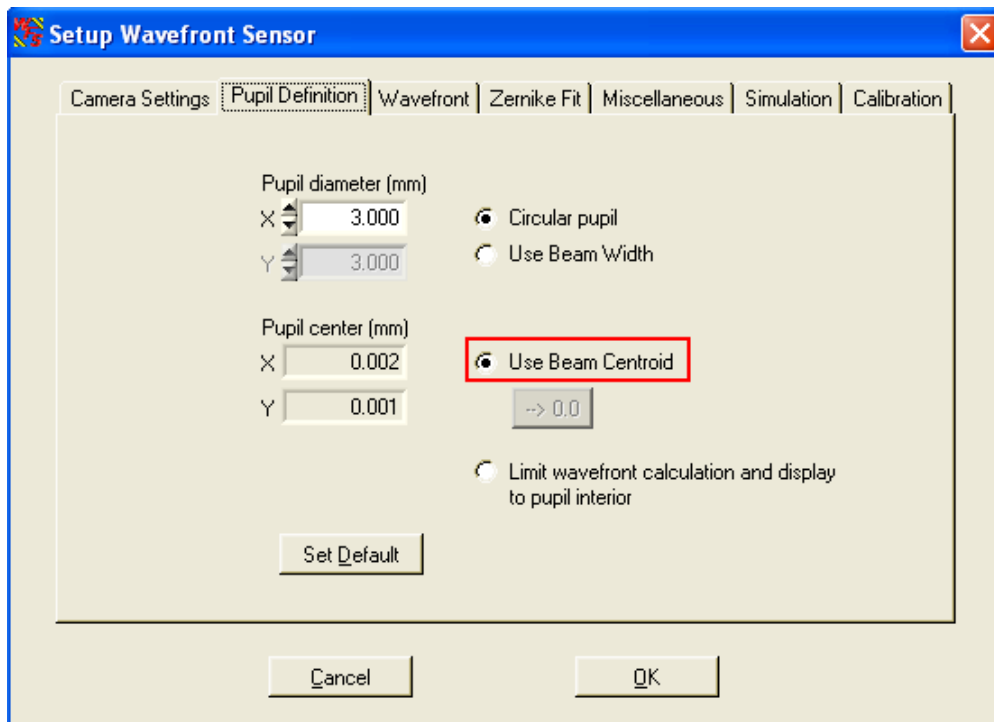 Setup Wavefront Sensor
Camera Settings Pupil Definition Wavefront Zernike Fit Miscellaneous Simulation Calibration
Pupil diameter (mm)
X 3.000 Circular pupil
Y 3.000 Use Beam Width
Pupil center (mm)
X 0.002 Use Beam Centroid
Y 0.001 --> 0.0
Limit wavefront calculation and display
to pupil interior
Set Default
Cancel OK